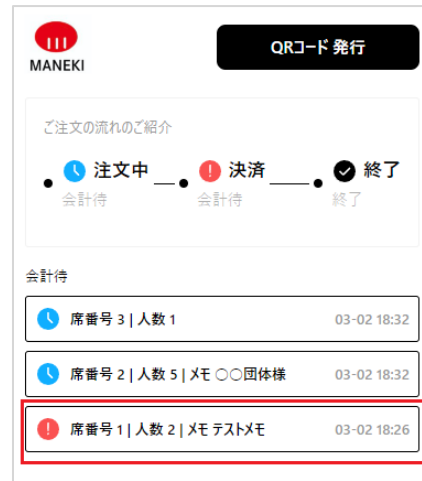 MANEKI
QRコード 発行
ご注文の流れのご紹介
注文中
決済
終了
会計待
会計待
終了
会計待
席番号 3 | 人数 1
03-02 18:32
席番号 2 | 人数 5 | メモ 〇〇団体様
03-02 18:32
席番号 1 | 人数 2 | メモ テストメモ
03-02 18:26